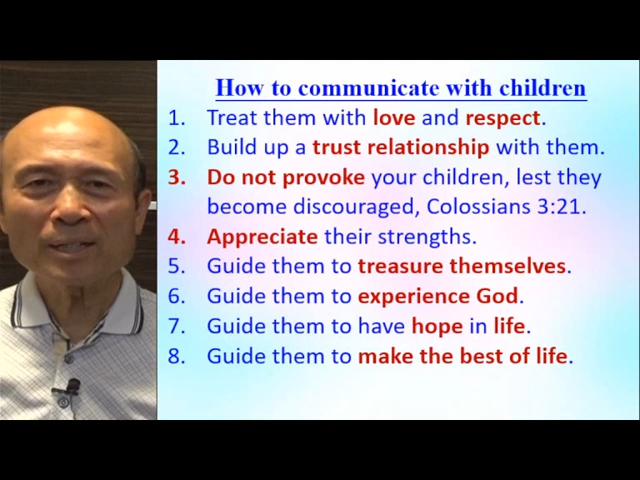 How to communicate with children
1. Treat them with love and respect.
2. Build up a trust relationship with them.
3. Do not provoke your children, lest they
become discouraged, Colossians 3:21.
4. Appreciate their strengths.
5. Guide them to treasure themselves.
6. Guide them to experience God.
7. Guide them to have hope in life.
8. Guide them to make the best of life.